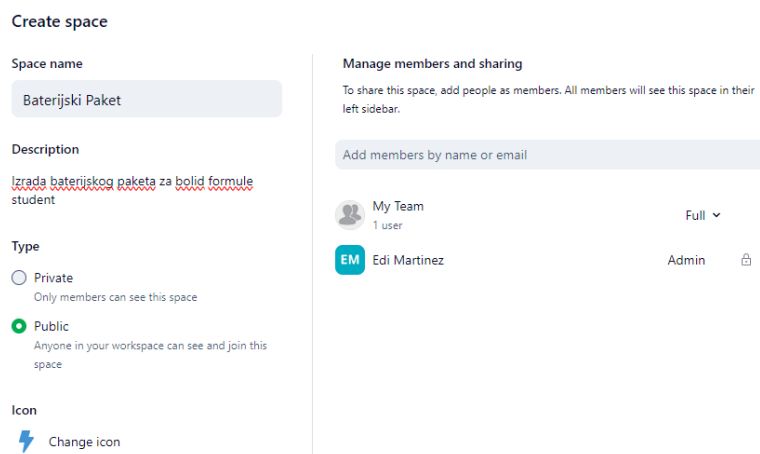 Create space
Space name
Baterijski Paket
Description
Izrada baterijskog paketa za bolid formule
student
Type
Private
Only members can see this space
Public
Anyone in your workspace can see and join this
space
Icon
Change icon
Manage members and sharing
To share this space, add people as members. All members will see this space in their
left sidebar.
Add members by name or email
My Team
1 user
Full
EM
Edi Martinez
Admin